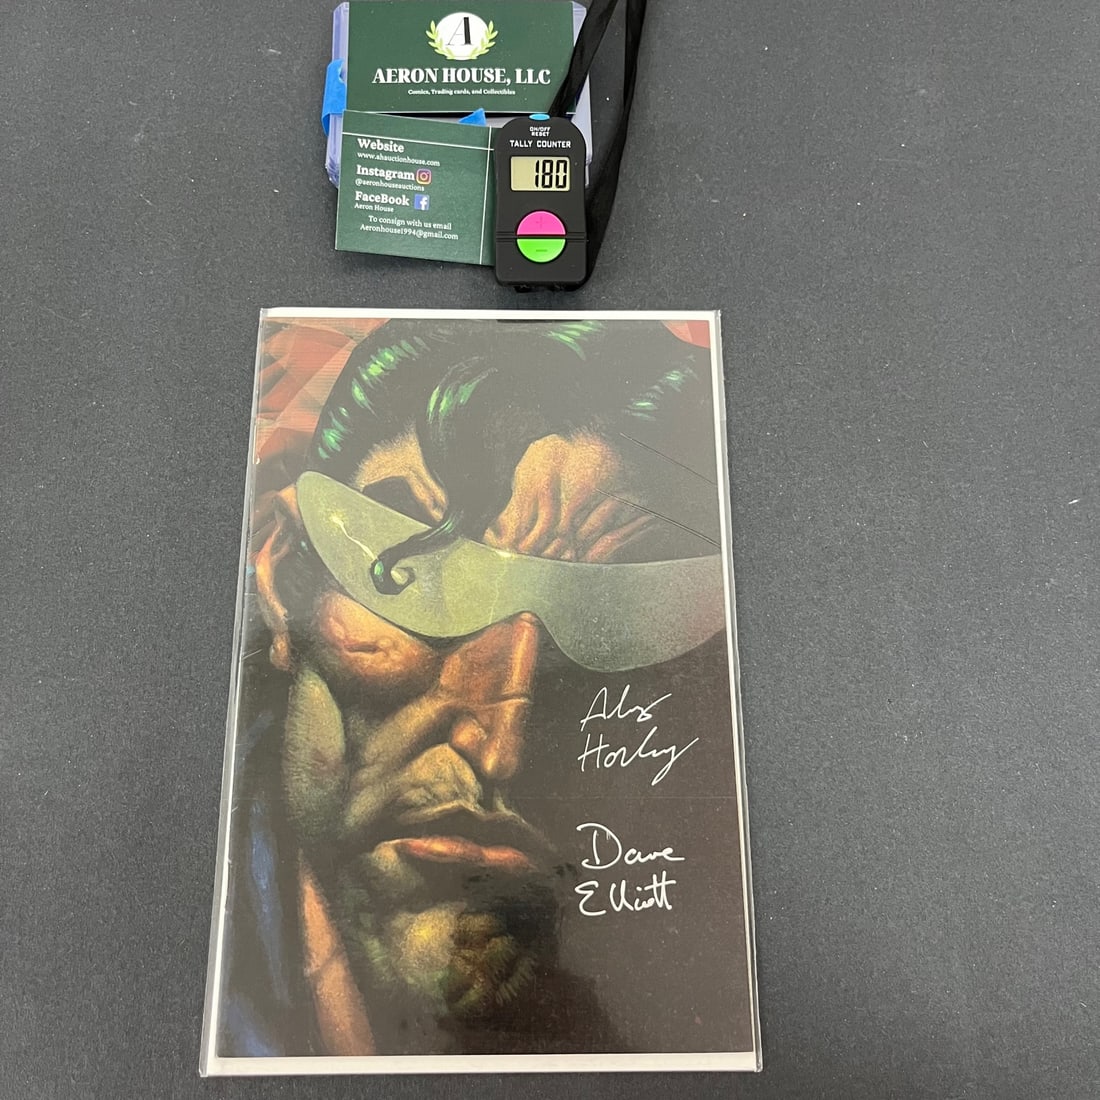 A
AERON HOUSE, LLC
Comics, Trading cards, and Collectibles
Website
www.ahauctionhouse.com
Instagram
@aeronhouseauctions
FaceBook
Aeron House
To consign with us email
Aeronhouse1994@gmail.com
ON/OFF
RESET
TALLY COUNTER
180
Alex
Horley
Dave
Elliott